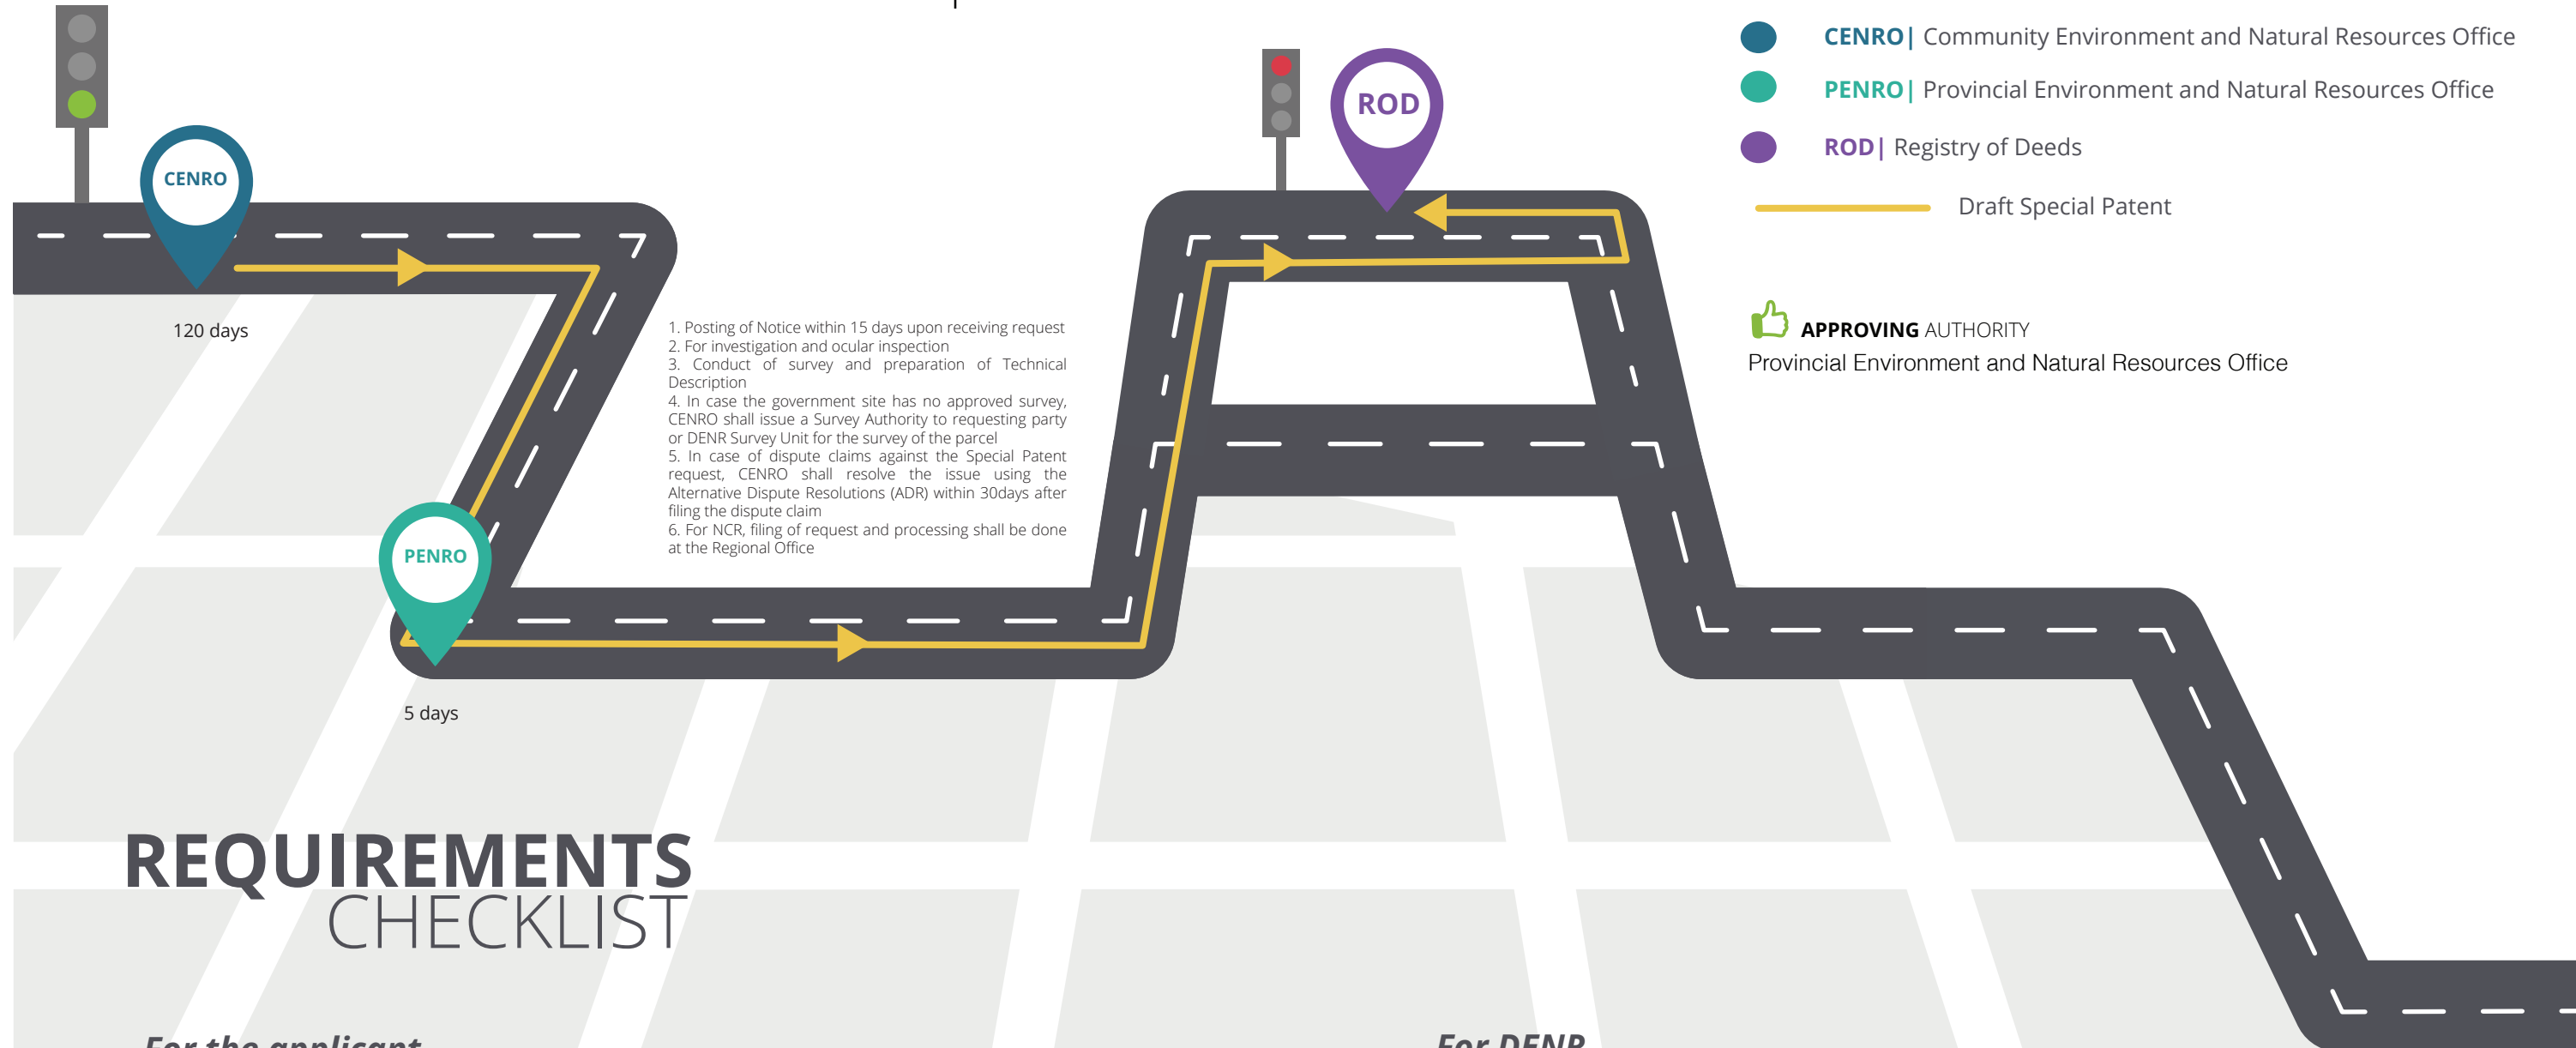 CENRO| Community Environment and Natural Resources Office
PENRO| Provincial Environment and Natural Resources Office
ROD| Registry of Deeds
Draft Special Patent
APPROVING AUTHORITY
Provincial Environment and Natural Resources Office
CENRO
ROD
120 days
1. Posting of Notice within 15 days upon receiving request
2. For investigation and ocular inspection
3. Conduct of survey and preparation of Technical
Description
4. In case the government site has no approved survey,
CENRO shall issue a Survey Authority to requesting party
or DENR Survey Unit for the survey of the parcel
5. In case of dispute claims against the Special Patent
request, CENRO shall resolve the issue using the
Alternative Dispute Resolutions (ADR) within 30days after
filing the dispute claim
6. For NCR, filing of request and processing shall be done
at the Regional Office
PENRO
5 days
REQUIREMENTS
CHECKLIST
For the applicant
For DENR